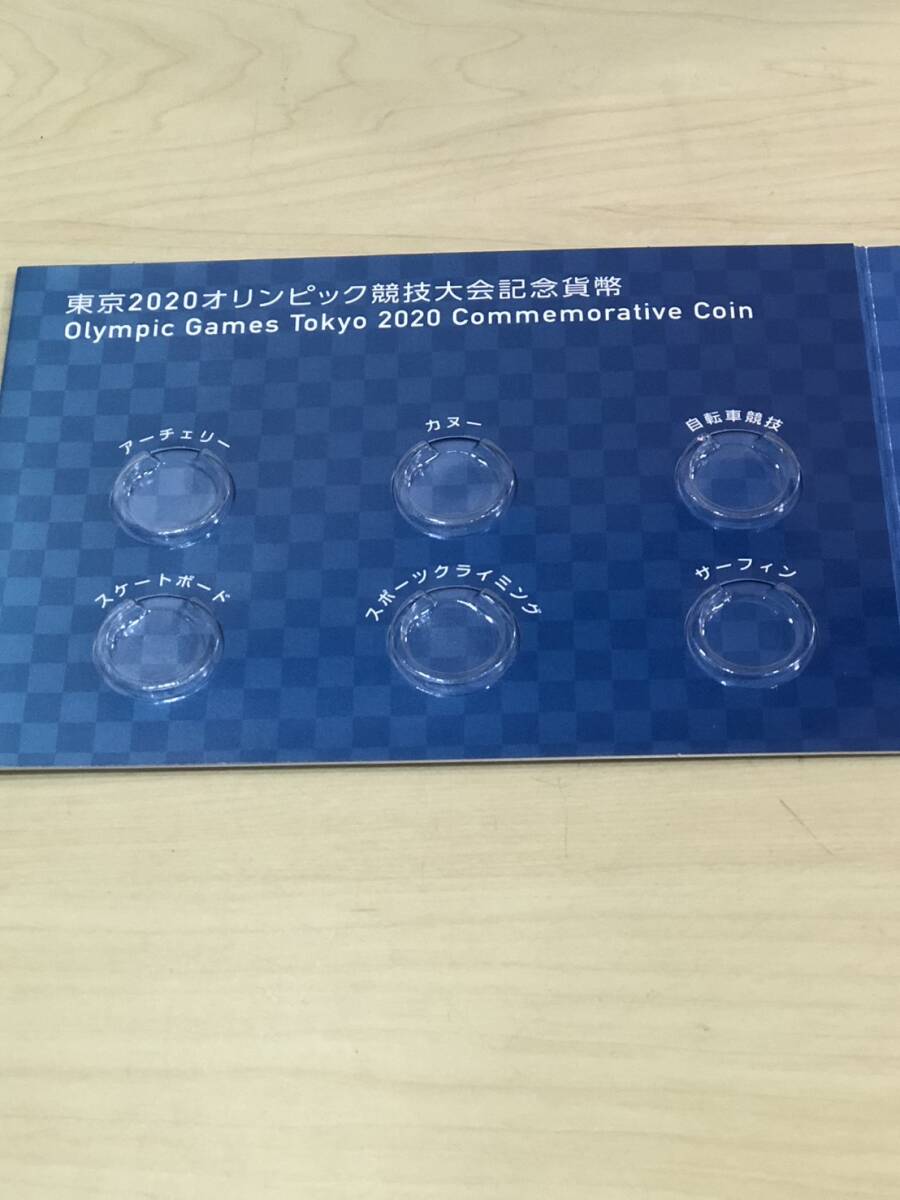 東京2020オリンピック競技大会記念貨幣
Olympic Games Tokyo 2020 Commemorative Coin
アーチェリー
カヌー
自転車競技
スケートボード
スポーツクライミング
サーフィン